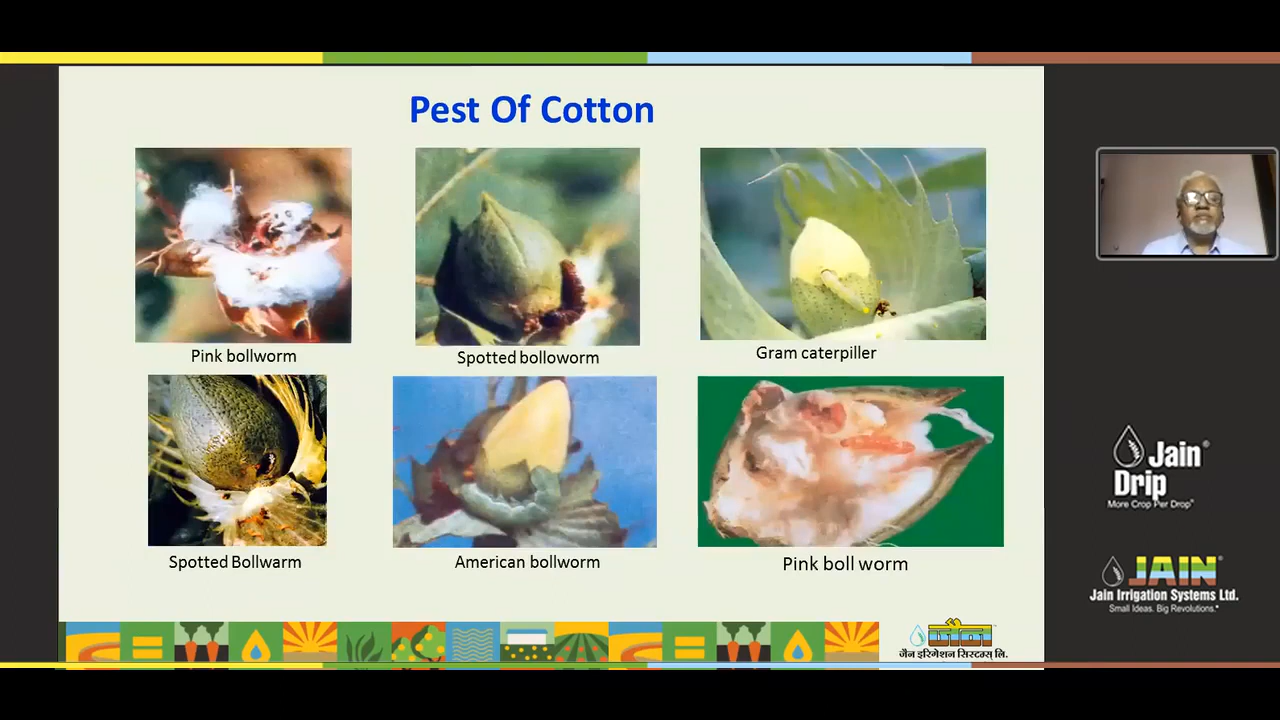 Pest Of Cotton
Pink bollworm
Spotted bolloworm
Gram caterpiller
Spotted Bollwarm
American bollworm
Pink boll worm
Jain®
Drip
More Crop Per Drop®
JAIN®
Jain Irrigation Systems Ltd.
Small Ideas. Big Revolutions.®
जैन™
जैन इरिगेशन सिस्टम्स लि.